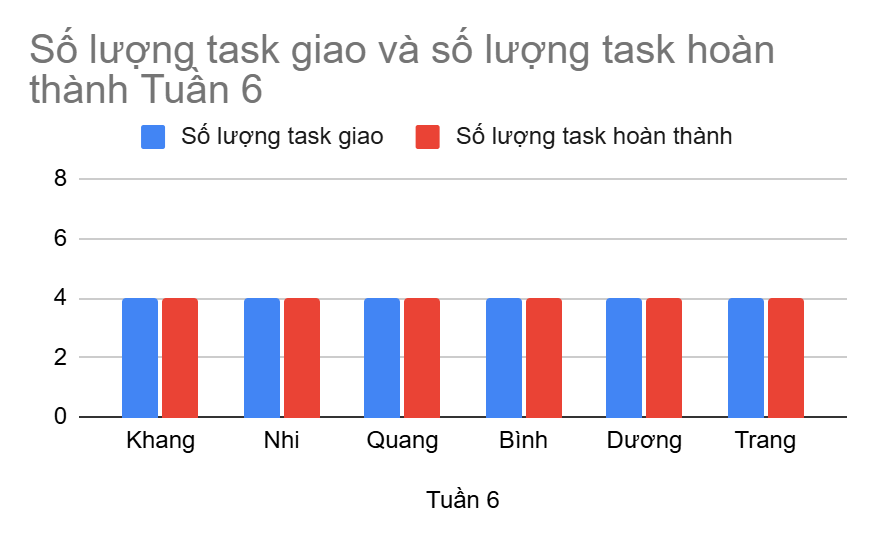 Số lượng task giao và số lượng task hoàn
thành Tuần 6
Số lượng task giao Số lượng task hoàn thành
8
6
4
2
0
Khang Nhi Quang Bình Dương Trang
Tuần 6